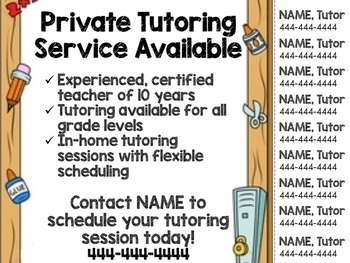 Private Tutoring
Service Available
✓ Experienced, certified
teacher of 10 years
✓ Tutoring available for all
grade levels
✓ In-home tutoring
sessions with flexible
scheduling
Contact NAME to
schedule your tutoring
session today!
444-444-4444
NAME, Tutor
444-444-4444
NAME, Tutor
444-444-4444
NAME, Tutor
444-444-4444
NAME, Tutor
444-444-4444
NAME, Tutor
444-444-4444
NAME, Tutor
444-444-4444
NAME, Tutor
444-444-4444
NAME, Tutor
444-444-4444
NAME, Tutor
444-444-4444